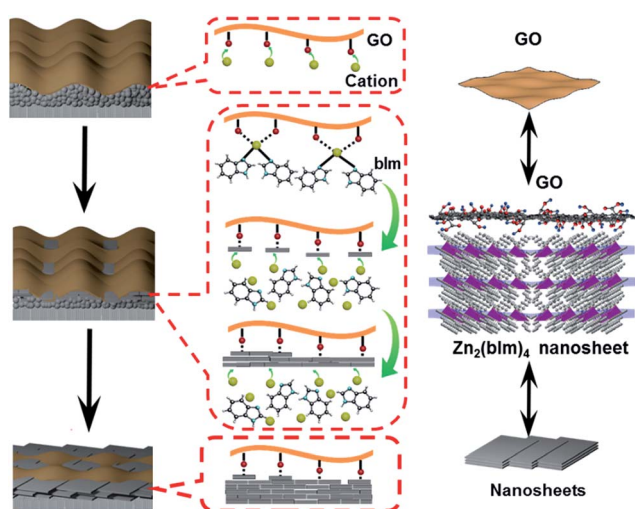 GO
Cation
GO
GO
bIm
Zn₂(bIm)₄ nanosheet
Nanosheets